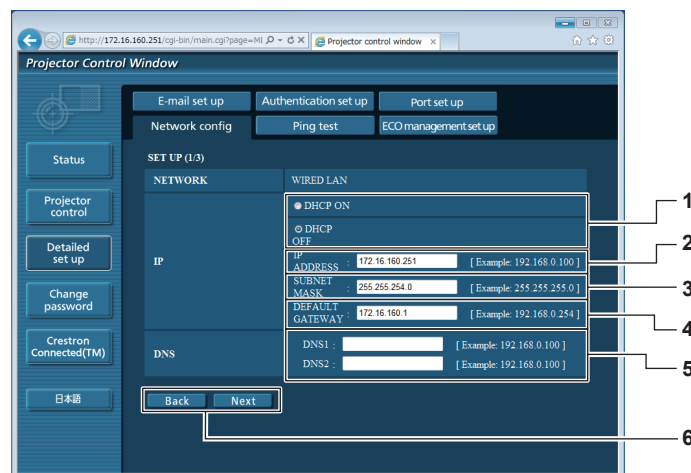 http://172.16.160.251/cgi-bin/main.cgi?page=MI
Projector control window
Projector Control Window
E-mail set up
Authentication set up
Port set up
Network config
Ping test
ECO management set up
Status
Projector
control
Detailed
set up
Change
password
Crestron
Connected(TM)
日本語
SET UP (1/3)
NETWORK WIRED LAN
IP
DHCP ON
DHCP
OFF
IP
ADDRESS : 172.16.160.251 [ Example: 192.168.0.100 ]
SUBNET
MASK : 255.255.254.0 [ Example: 255.255.255.0 ]
DEFAULT
GATEWAY : 172.16.160.1 [ Example: 192.168.0.254 ]
DNS
DNS1 : [ Example: 192.168.0.100 ]
DNS2 : [ Example: 192.168.0.100 ]
Back Next
1
2
3
4
5
6